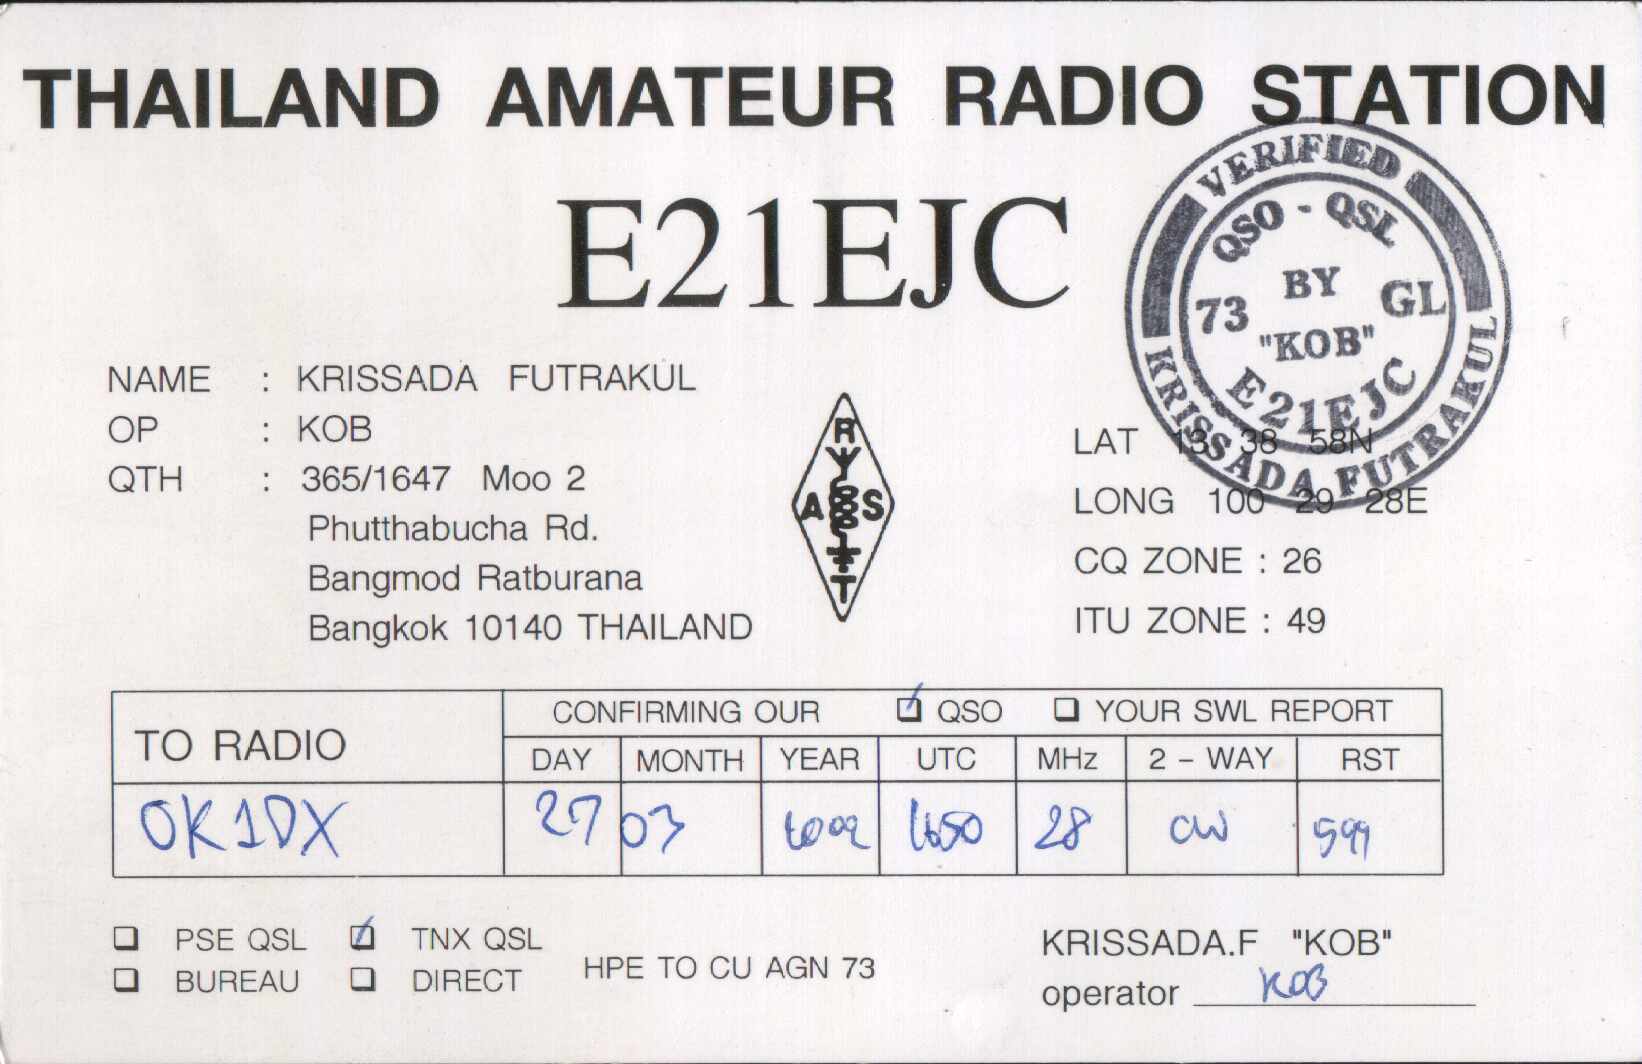 THAILAND AMATEUR RADIO STATION
E21EJC
VERIFIED
QSO - QSL
BY
73 GL
"KOB"
E21EJC
KRISSADA FUTRAKUL
NAME : KRISSADA FUTRAKUL
OP : KOB
QTH : 365/1647 Moo 2
Phutthabucha Rd.
Bangmod Ratburana
Bangkok 10140 THAILAND
R
A S
T
LAT 13 38 58N
LONG 100 29 28E
CQ ZONE : 26
ITU ZONE : 49
TO RADIO
CONFIRMING OUR QSO YOUR SWL REPORT
DAY MONTH YEAR UTC MHz 2 - WAY RST
OK1DX 27 03 1650 28 CW 599
PSE QSL TNX QSL
BUREAU DIRECT
HPE TO CU AGN 73
KRISSADA.F "KOB"
operator KOB